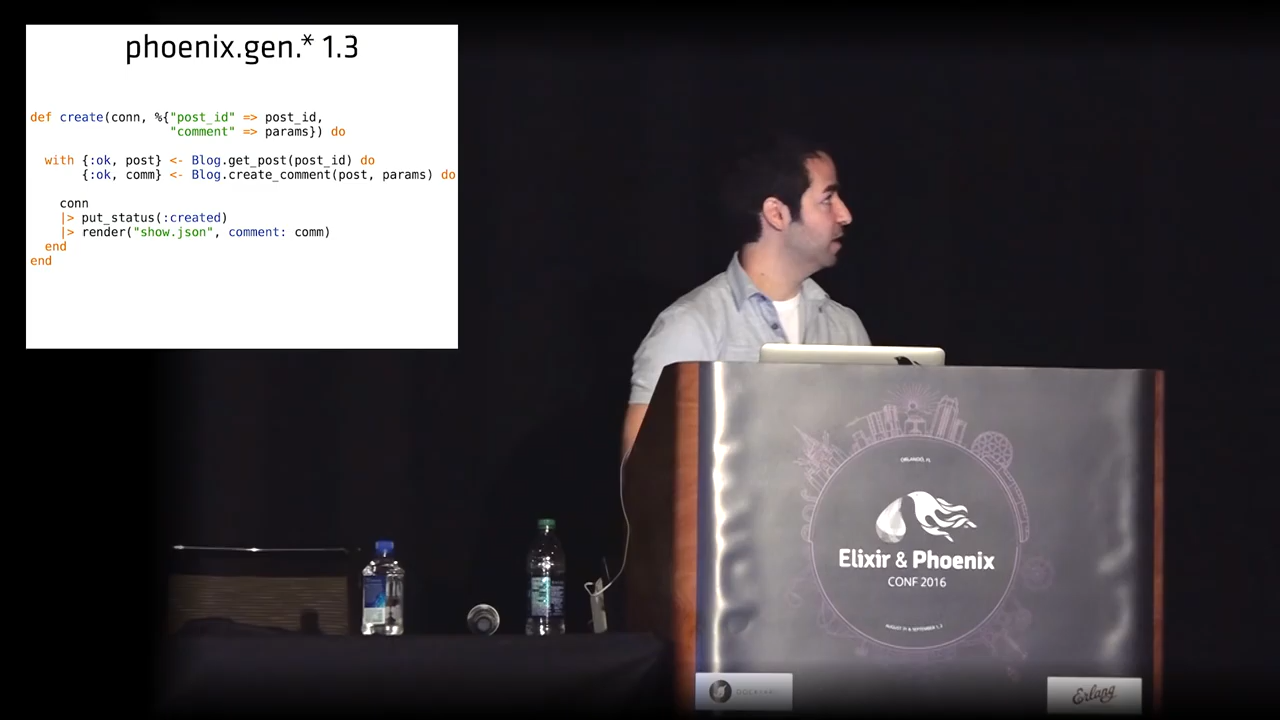 phoenix.gen.* 1.3
def create(conn, %{"post_id" => post_id,
"comment" => params}) do
with {:ok, post} <- Blog.get_post(post_id) do
{:ok, comm} <- Blog.create_comment(post, params) do
conn
|> put_status(:created)
|> render("show.json", comment: comm)
end
end
ORLANDO, FL
Elixir & Phoenix
CONF 2016
Erlang